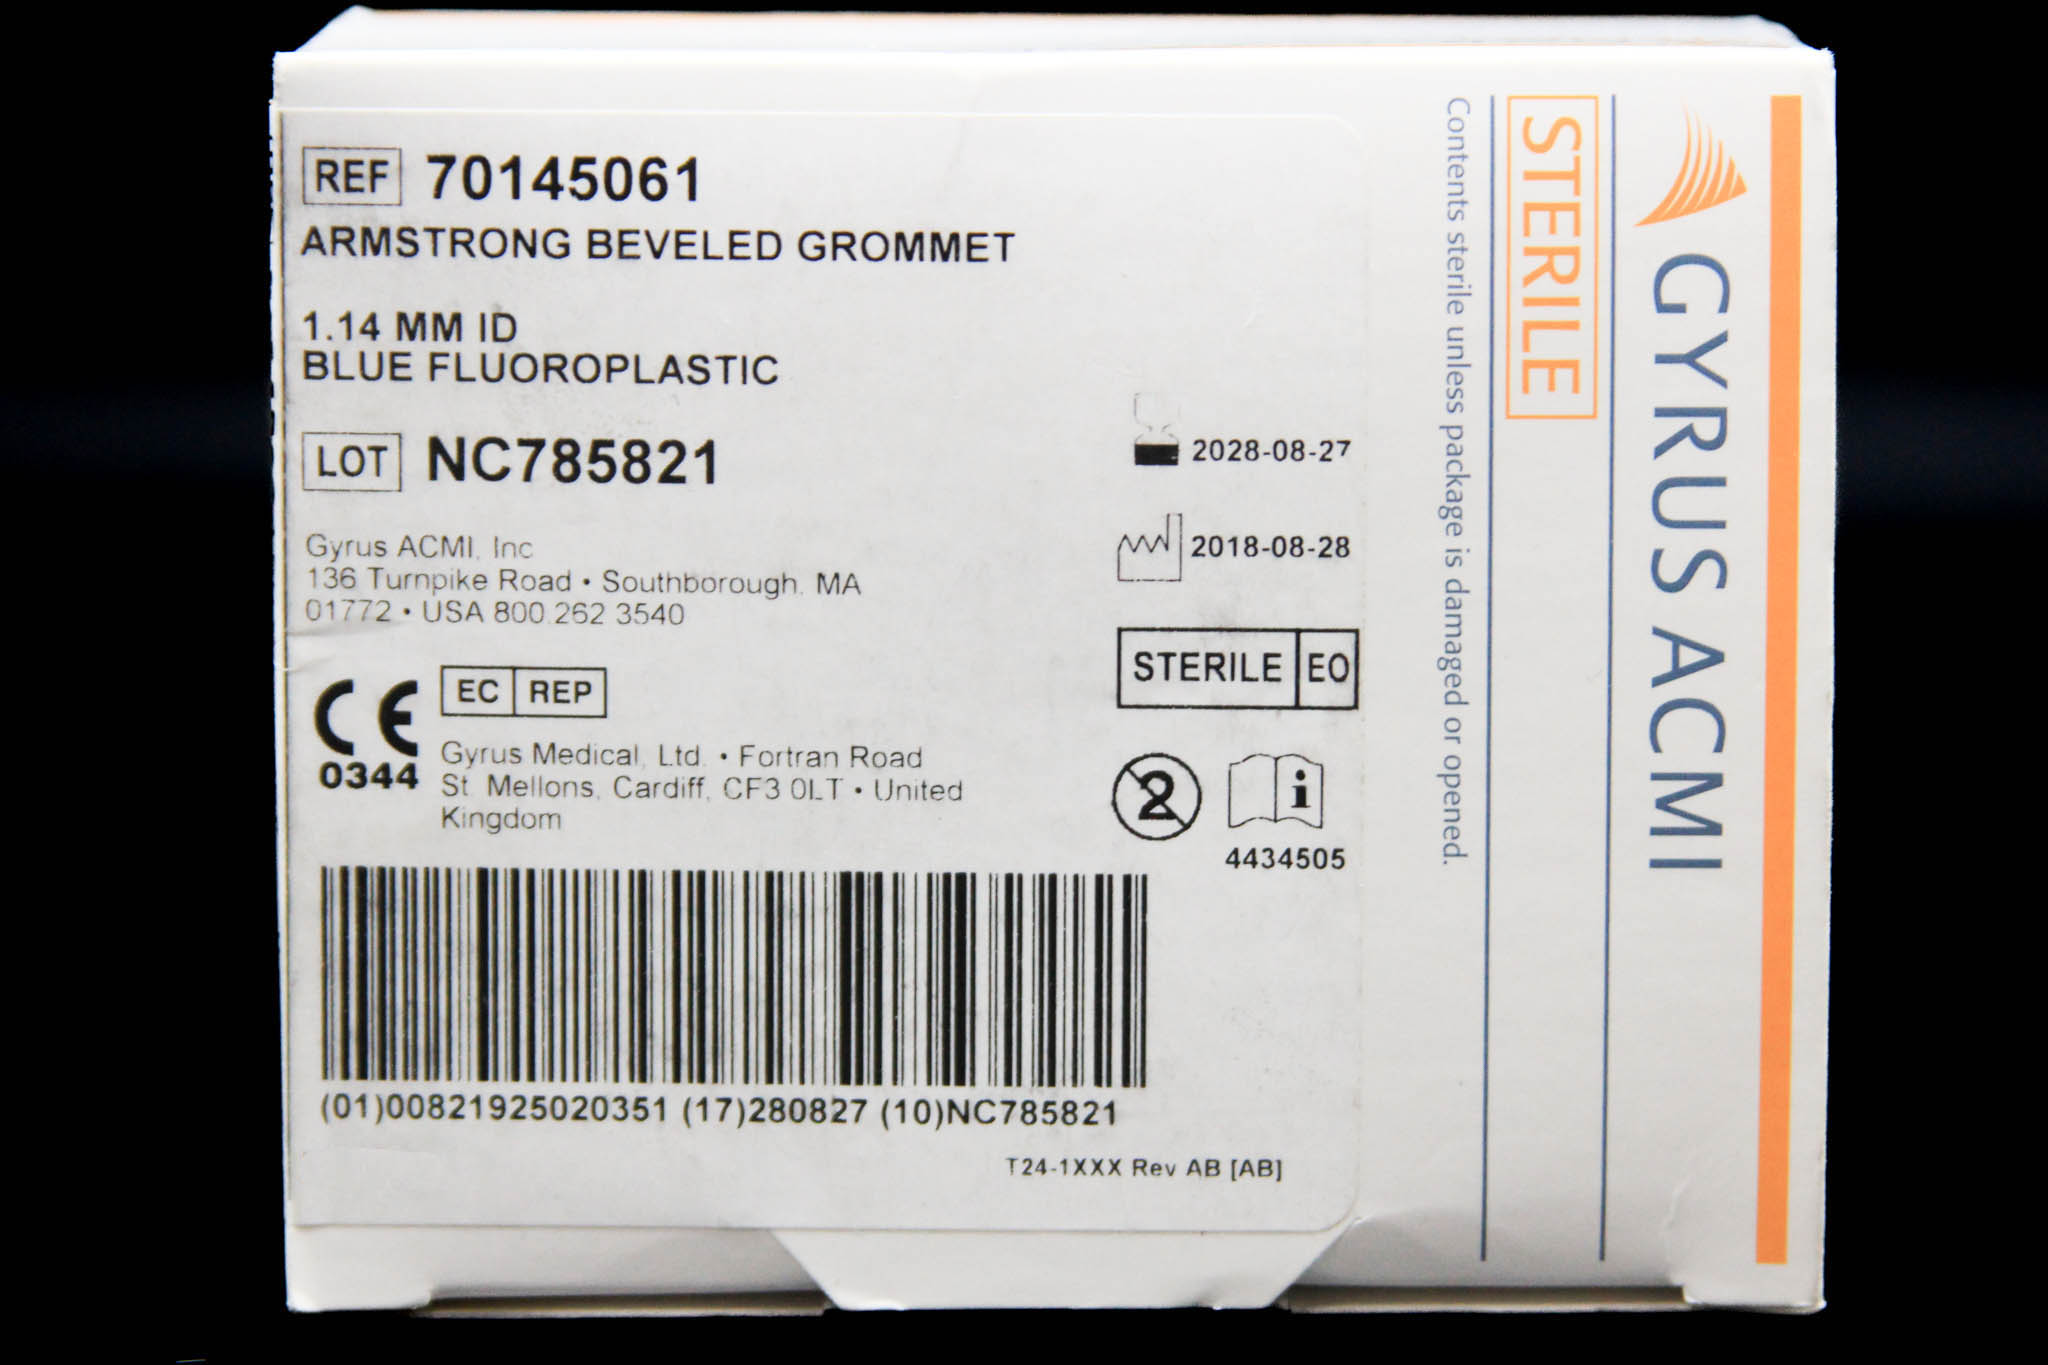 REF 70145061
ARMSTRONG BEVELED GROMMET
1.14 MM ID
BLUE FLUOROPLASTIC
LOT NC785821
2028-08-27
2018-08-28
Gyrus ACMI, Inc
136 Turnpike Road • Southborough, MA
01772 • USA 800.262.3540
STERILE EO
CE
0344
EC REP
Gyrus Medical, Ltd. • Fortran Road
St. Mellons, Cardiff, CF3 0LT • United
Kingdom
2
i
4434505
(01)00821925020351 (17)280827 (10)NC785821
T24-1XXX Rev AB [AB]
GYRUS ACMI
STERILE
Contents sterile unless package is damaged or opened.